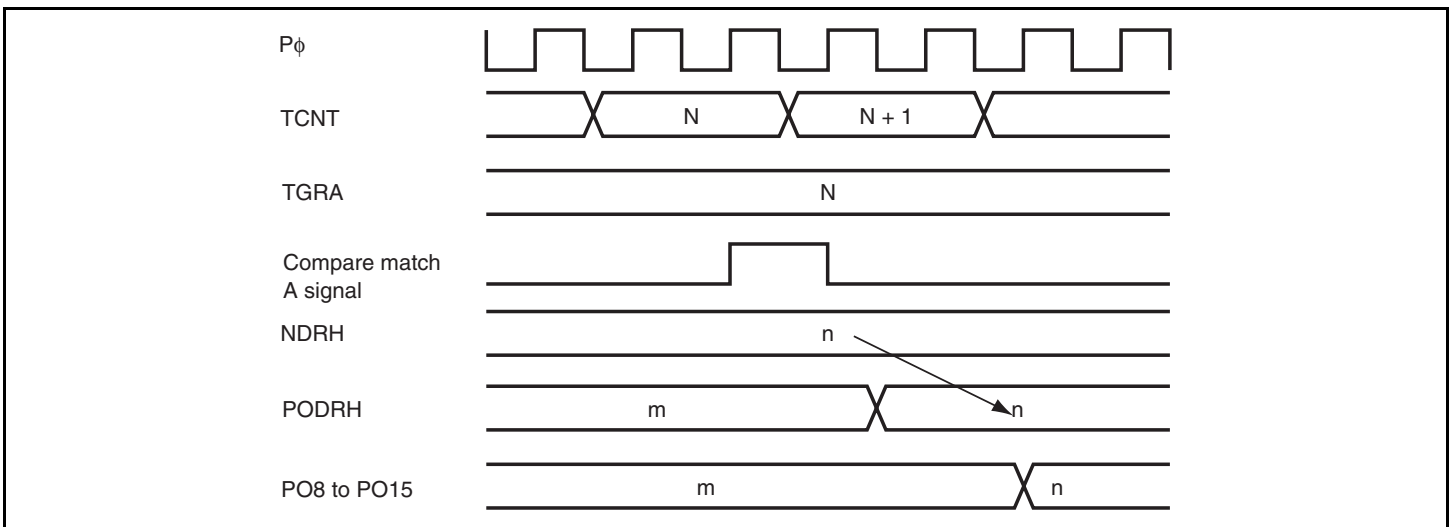 Pϕ
TCNT N N + 1
TGRA N
Compare match
A signal
NDRH n
PODRH m n
PO8 to PO15 m n